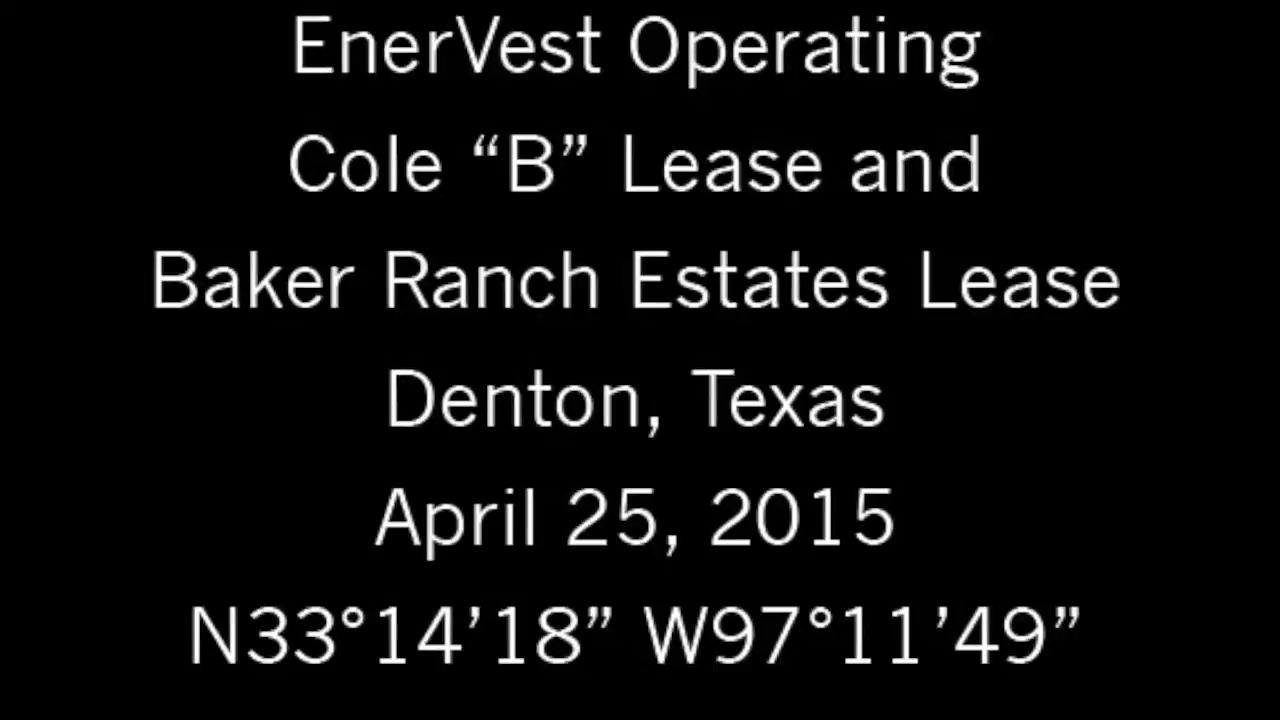 EnerVest Operating
Cole “B” Lease and
Baker Ranch Estates Lease
Denton, Texas
April 25, 2015
N33°14’18” W97°11’49”